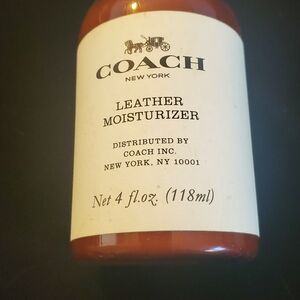 COACH
NEW YORK
LEATHER
MOISTURIZER
DISTRIBUTED BY
COACH INC.
NEW YORK, NY 10001
Net 4 fl.oz. (118ml)